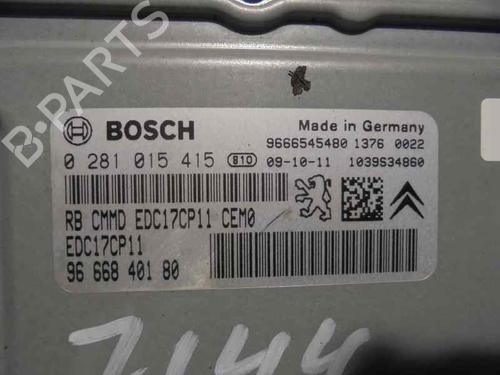 B-PARTS
BOSCH
Made in Germany
9666545480 1376 0022
0 281 015 415 810 09-10-11 1039S34860
RB CMMD EDC17CP11 CEM0
EDC17CP11
96 668 401 80
7144